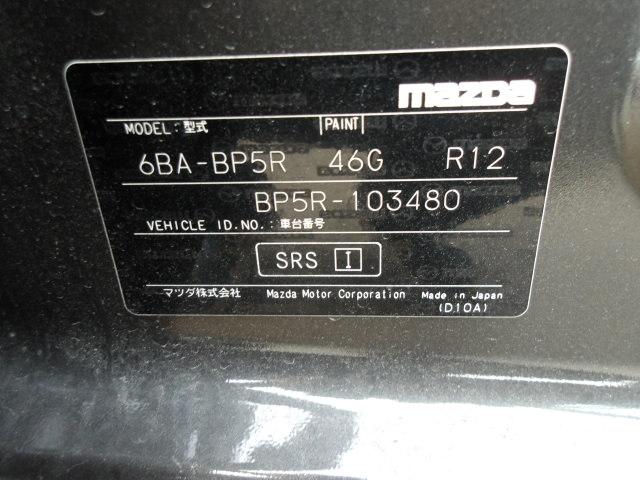 mazda
MODEL:型式 PAINT
6BA-BP5R 46G R12
BP5R-103480
VEHICLE ID.NO.:車台番号
SRS I
マツダ株式会社 Mazda Motor Corporation Made in Japan
(D10A)